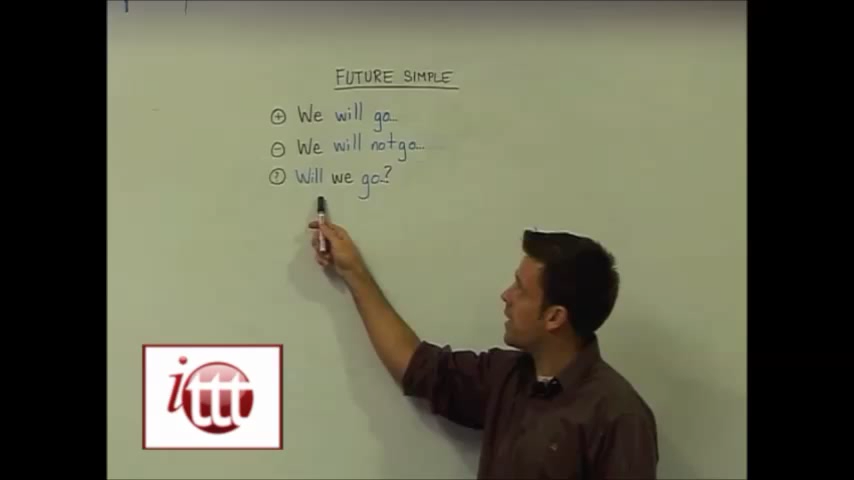 FUTURE SIMPLE
+ We will go...
- We will not go...
? Will we go..?
ittt